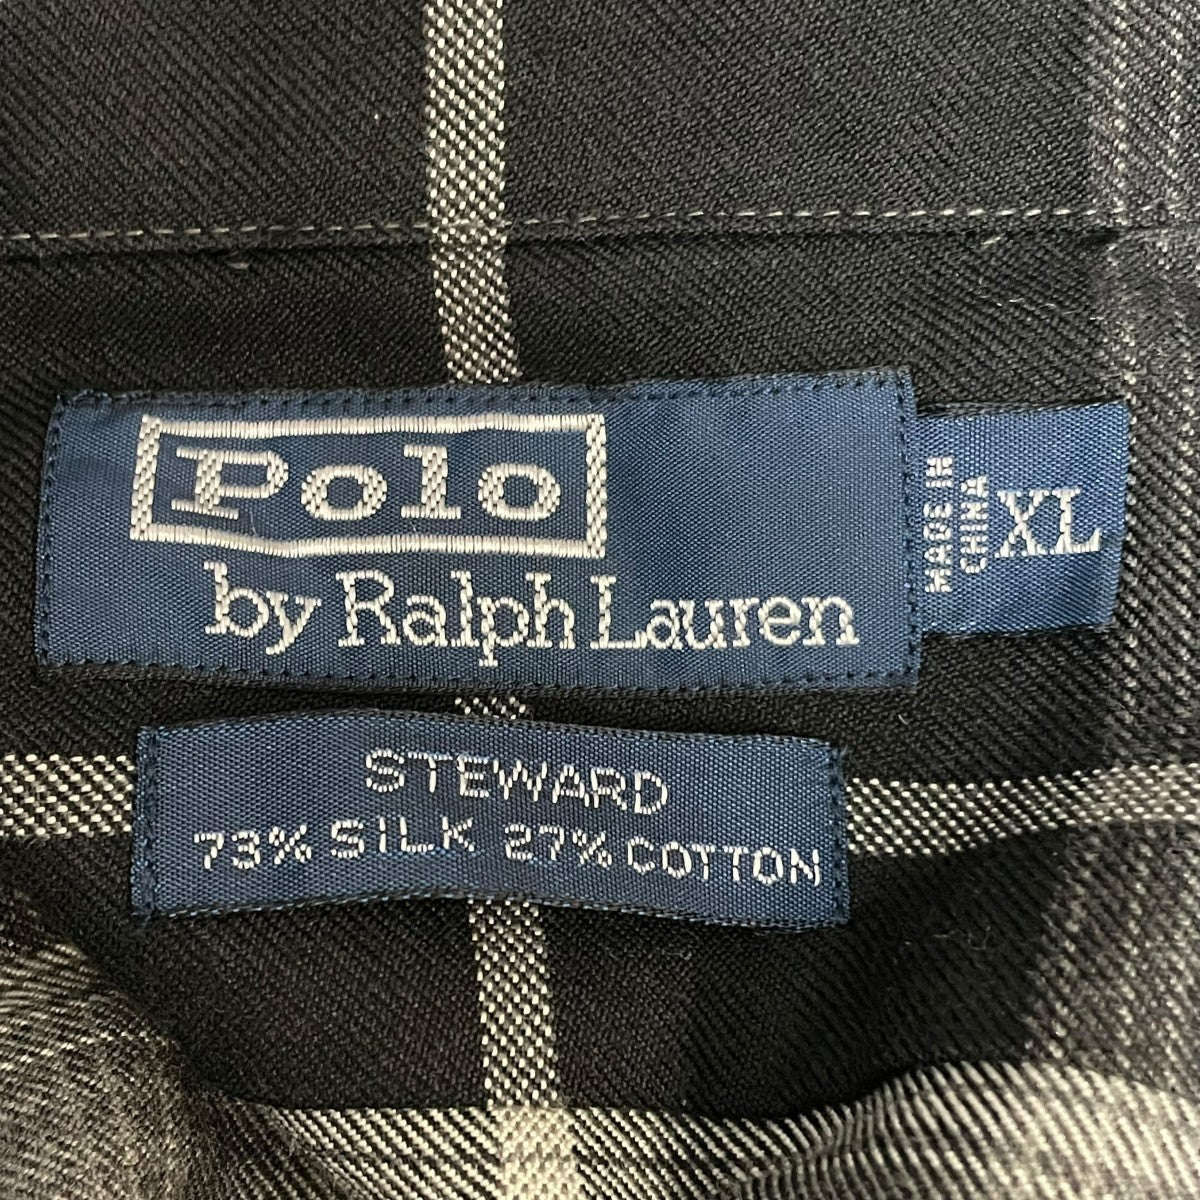 Polo
by Ralph Lauren
MADE IN
CHINA
XL
STEWARD
73% SILK 27% COTTON